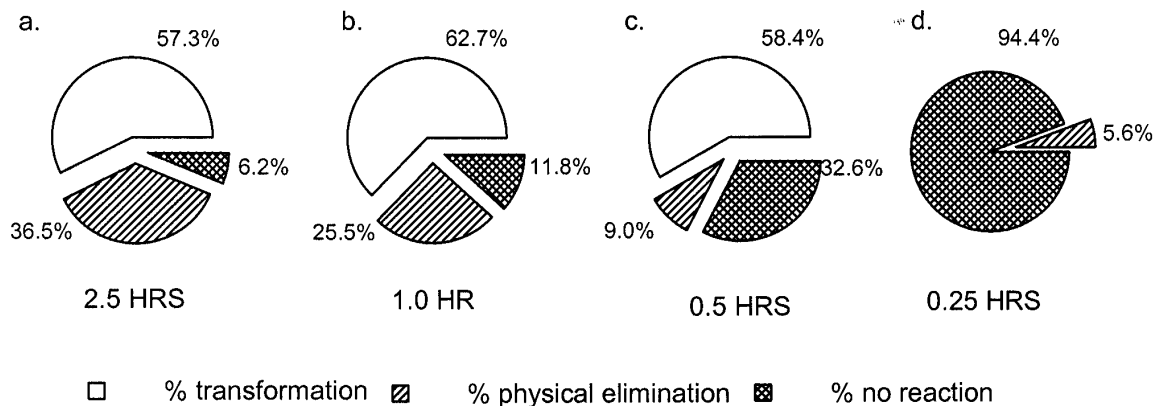 a.
57.3%
6.2%
36.5%
2.5 HRS
b.
62.7%
11.8%
25.5%
1.0 HR
c.
58.4%
32.6%
9.0%
0.5 HRS
d.
94.4%
5.6%
0.25 HRS
% transformation % physical elimination % no reaction